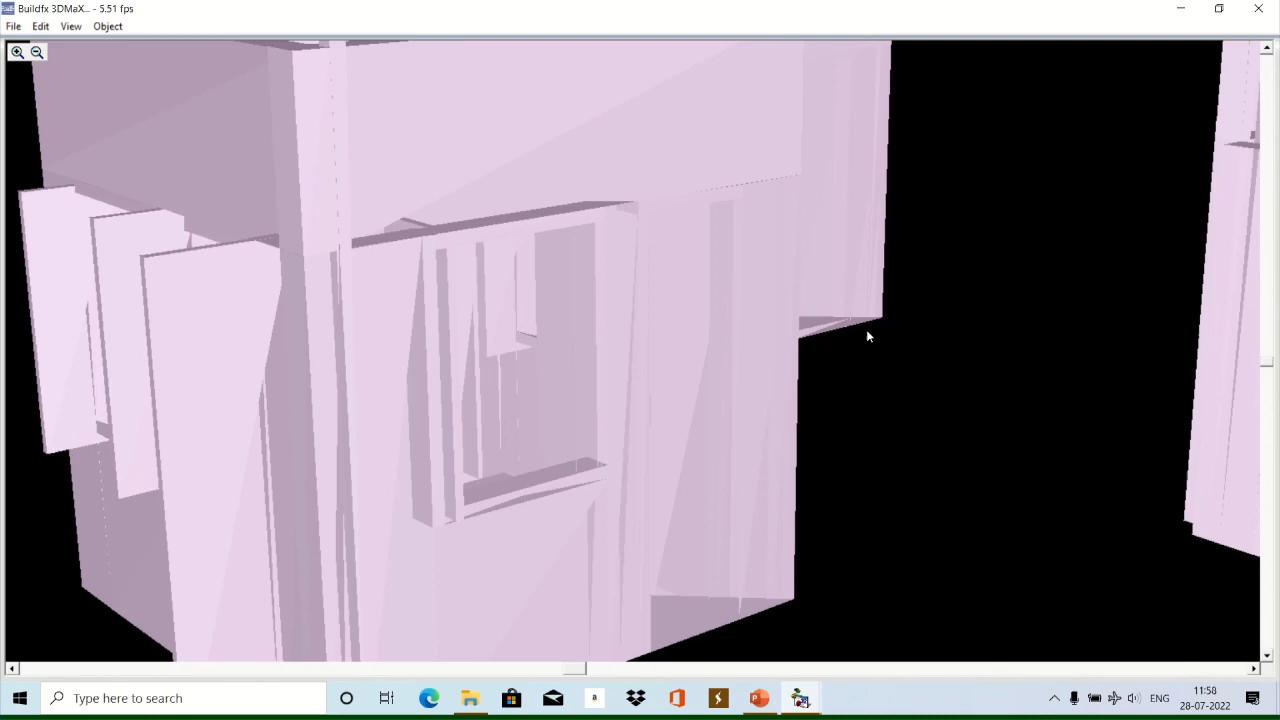 Buildfx 3DMaX... - 5.51 fps
File Edit View Object
Type here to search
a
ENG
11:58
28-07-2022